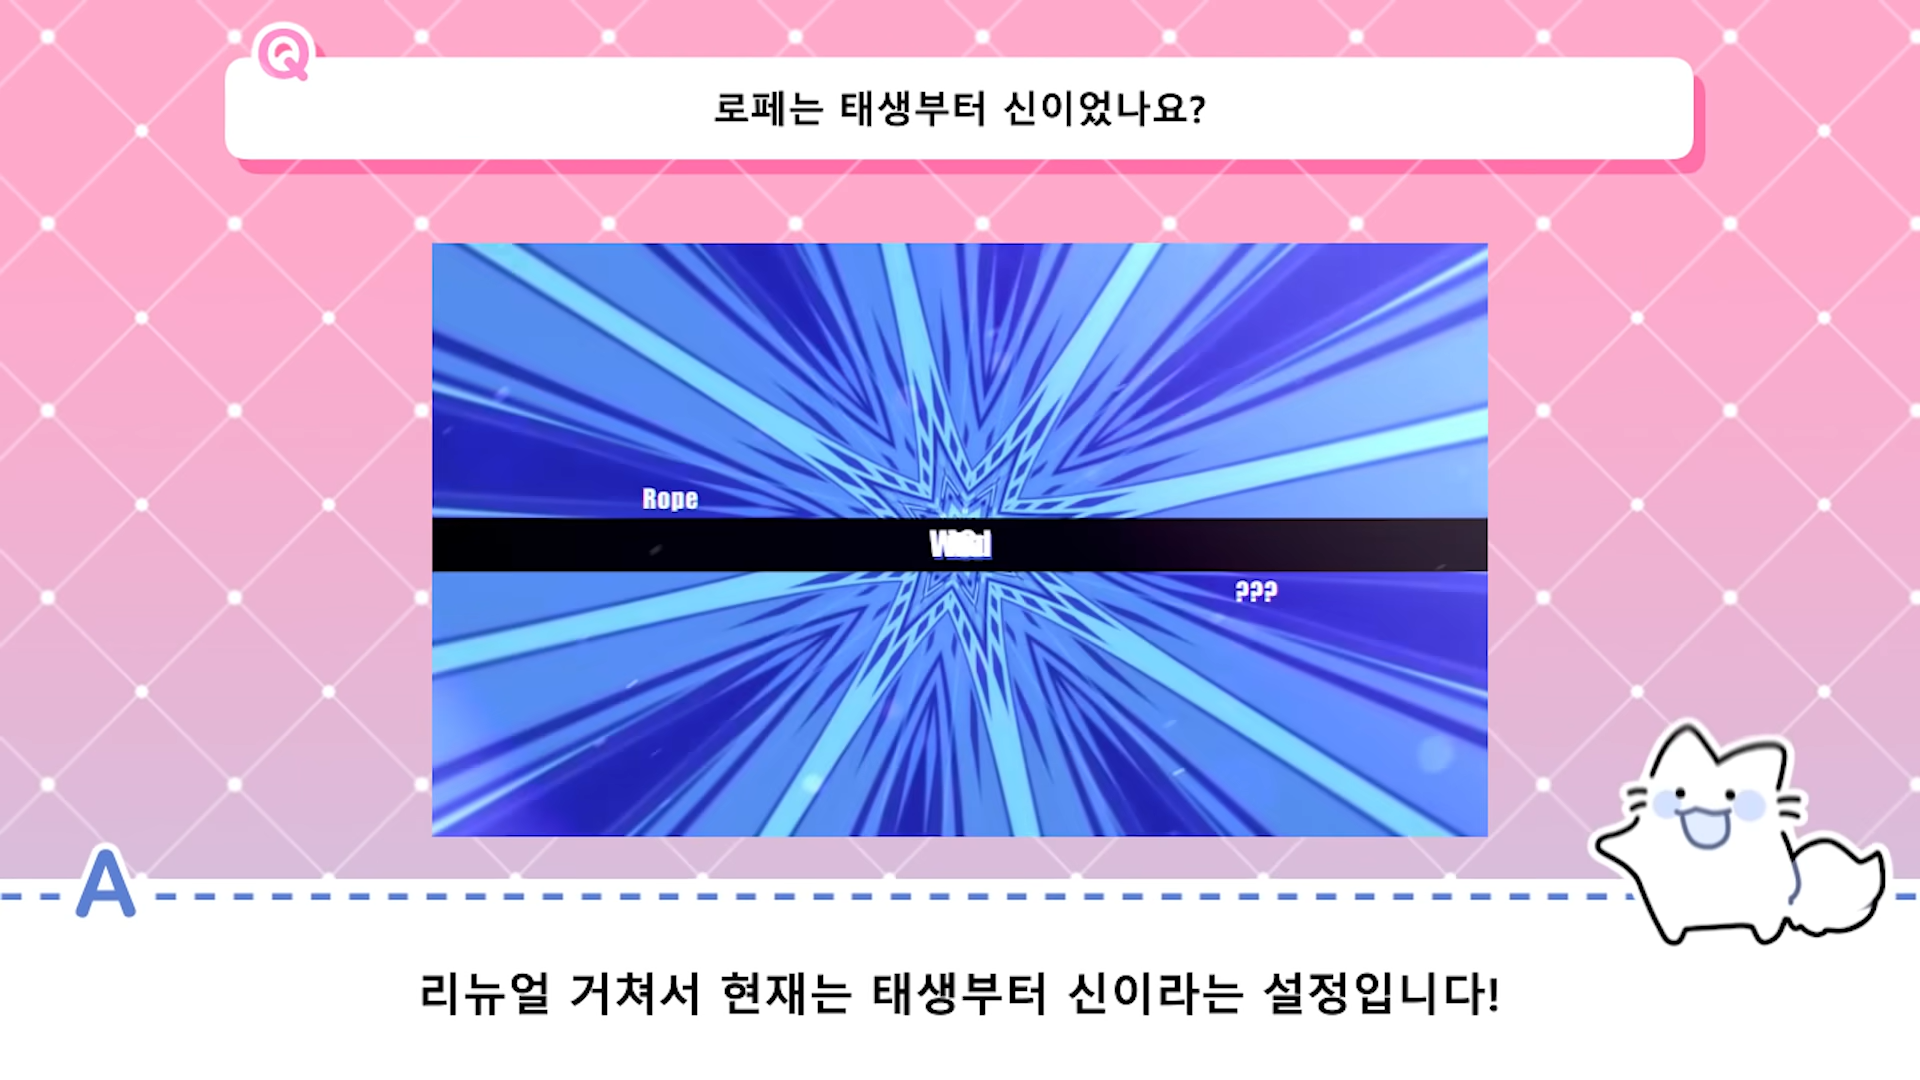 Q
로페는 태생부터 신이었나요?
Rope
???
A
리뉴얼 거쳐서 현재는 태생부터 신이라는 설정입니다!